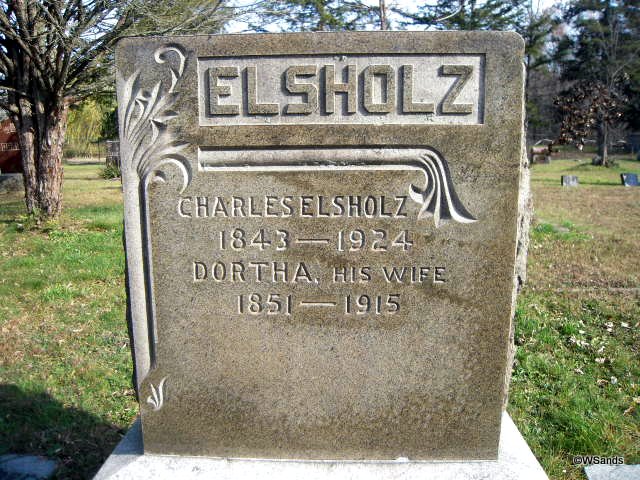 ELSHOLZ
CHARLES ELSHOLZ
1843 — 1924
DORTHA, HIS WIFE
1851 — 1915
©WSands